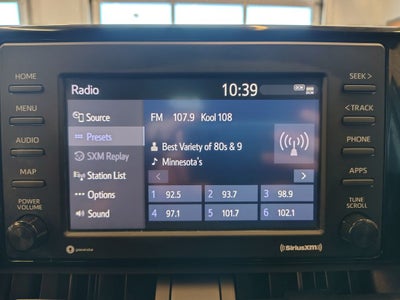 Radio 10:39
HOME
MENU
AUDIO
MAP
POWER
VOLUME
Source
Presets
SXM Replay
Station List
Options
Sound
FM 107.9 Kool 108
Best Variety of 80s & 9
Minnesota's
1 92.5 2 93.7 3 98.9
4 97.1 5 101.7 6 102.1
SEEK >
< TRACK
PHONE
APPS
TUNE
SCROLL
((SiriusXM))